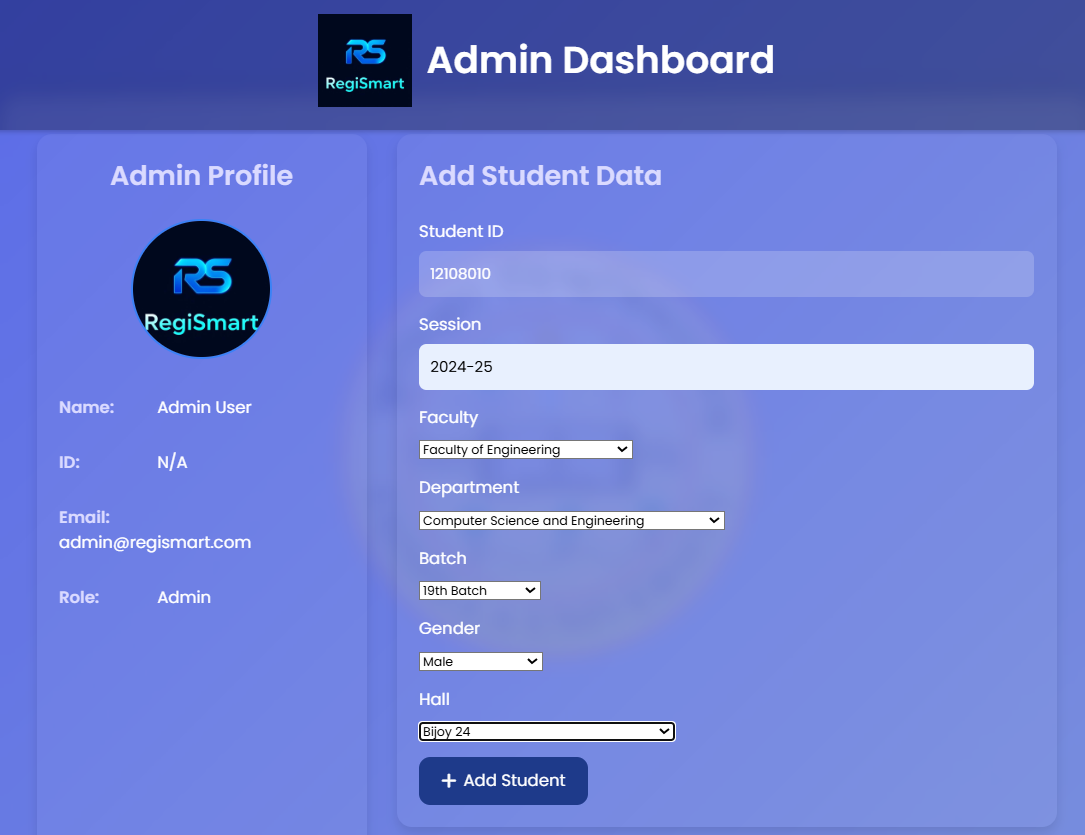 RS
RegiSmart
Admin Dashboard
Admin Profile
RS
RegiSmart
Name: Admin User
ID: N/A
Email:
admin@regismart.com
Role: Admin
Add Student Data
Student ID
12108010
Session
2024-25
Faculty
Faculty of Engineering
Department
Computer Science and Engineering
Batch
19th Batch
Gender
Male
Hall
Bijoy 24
+ Add Student